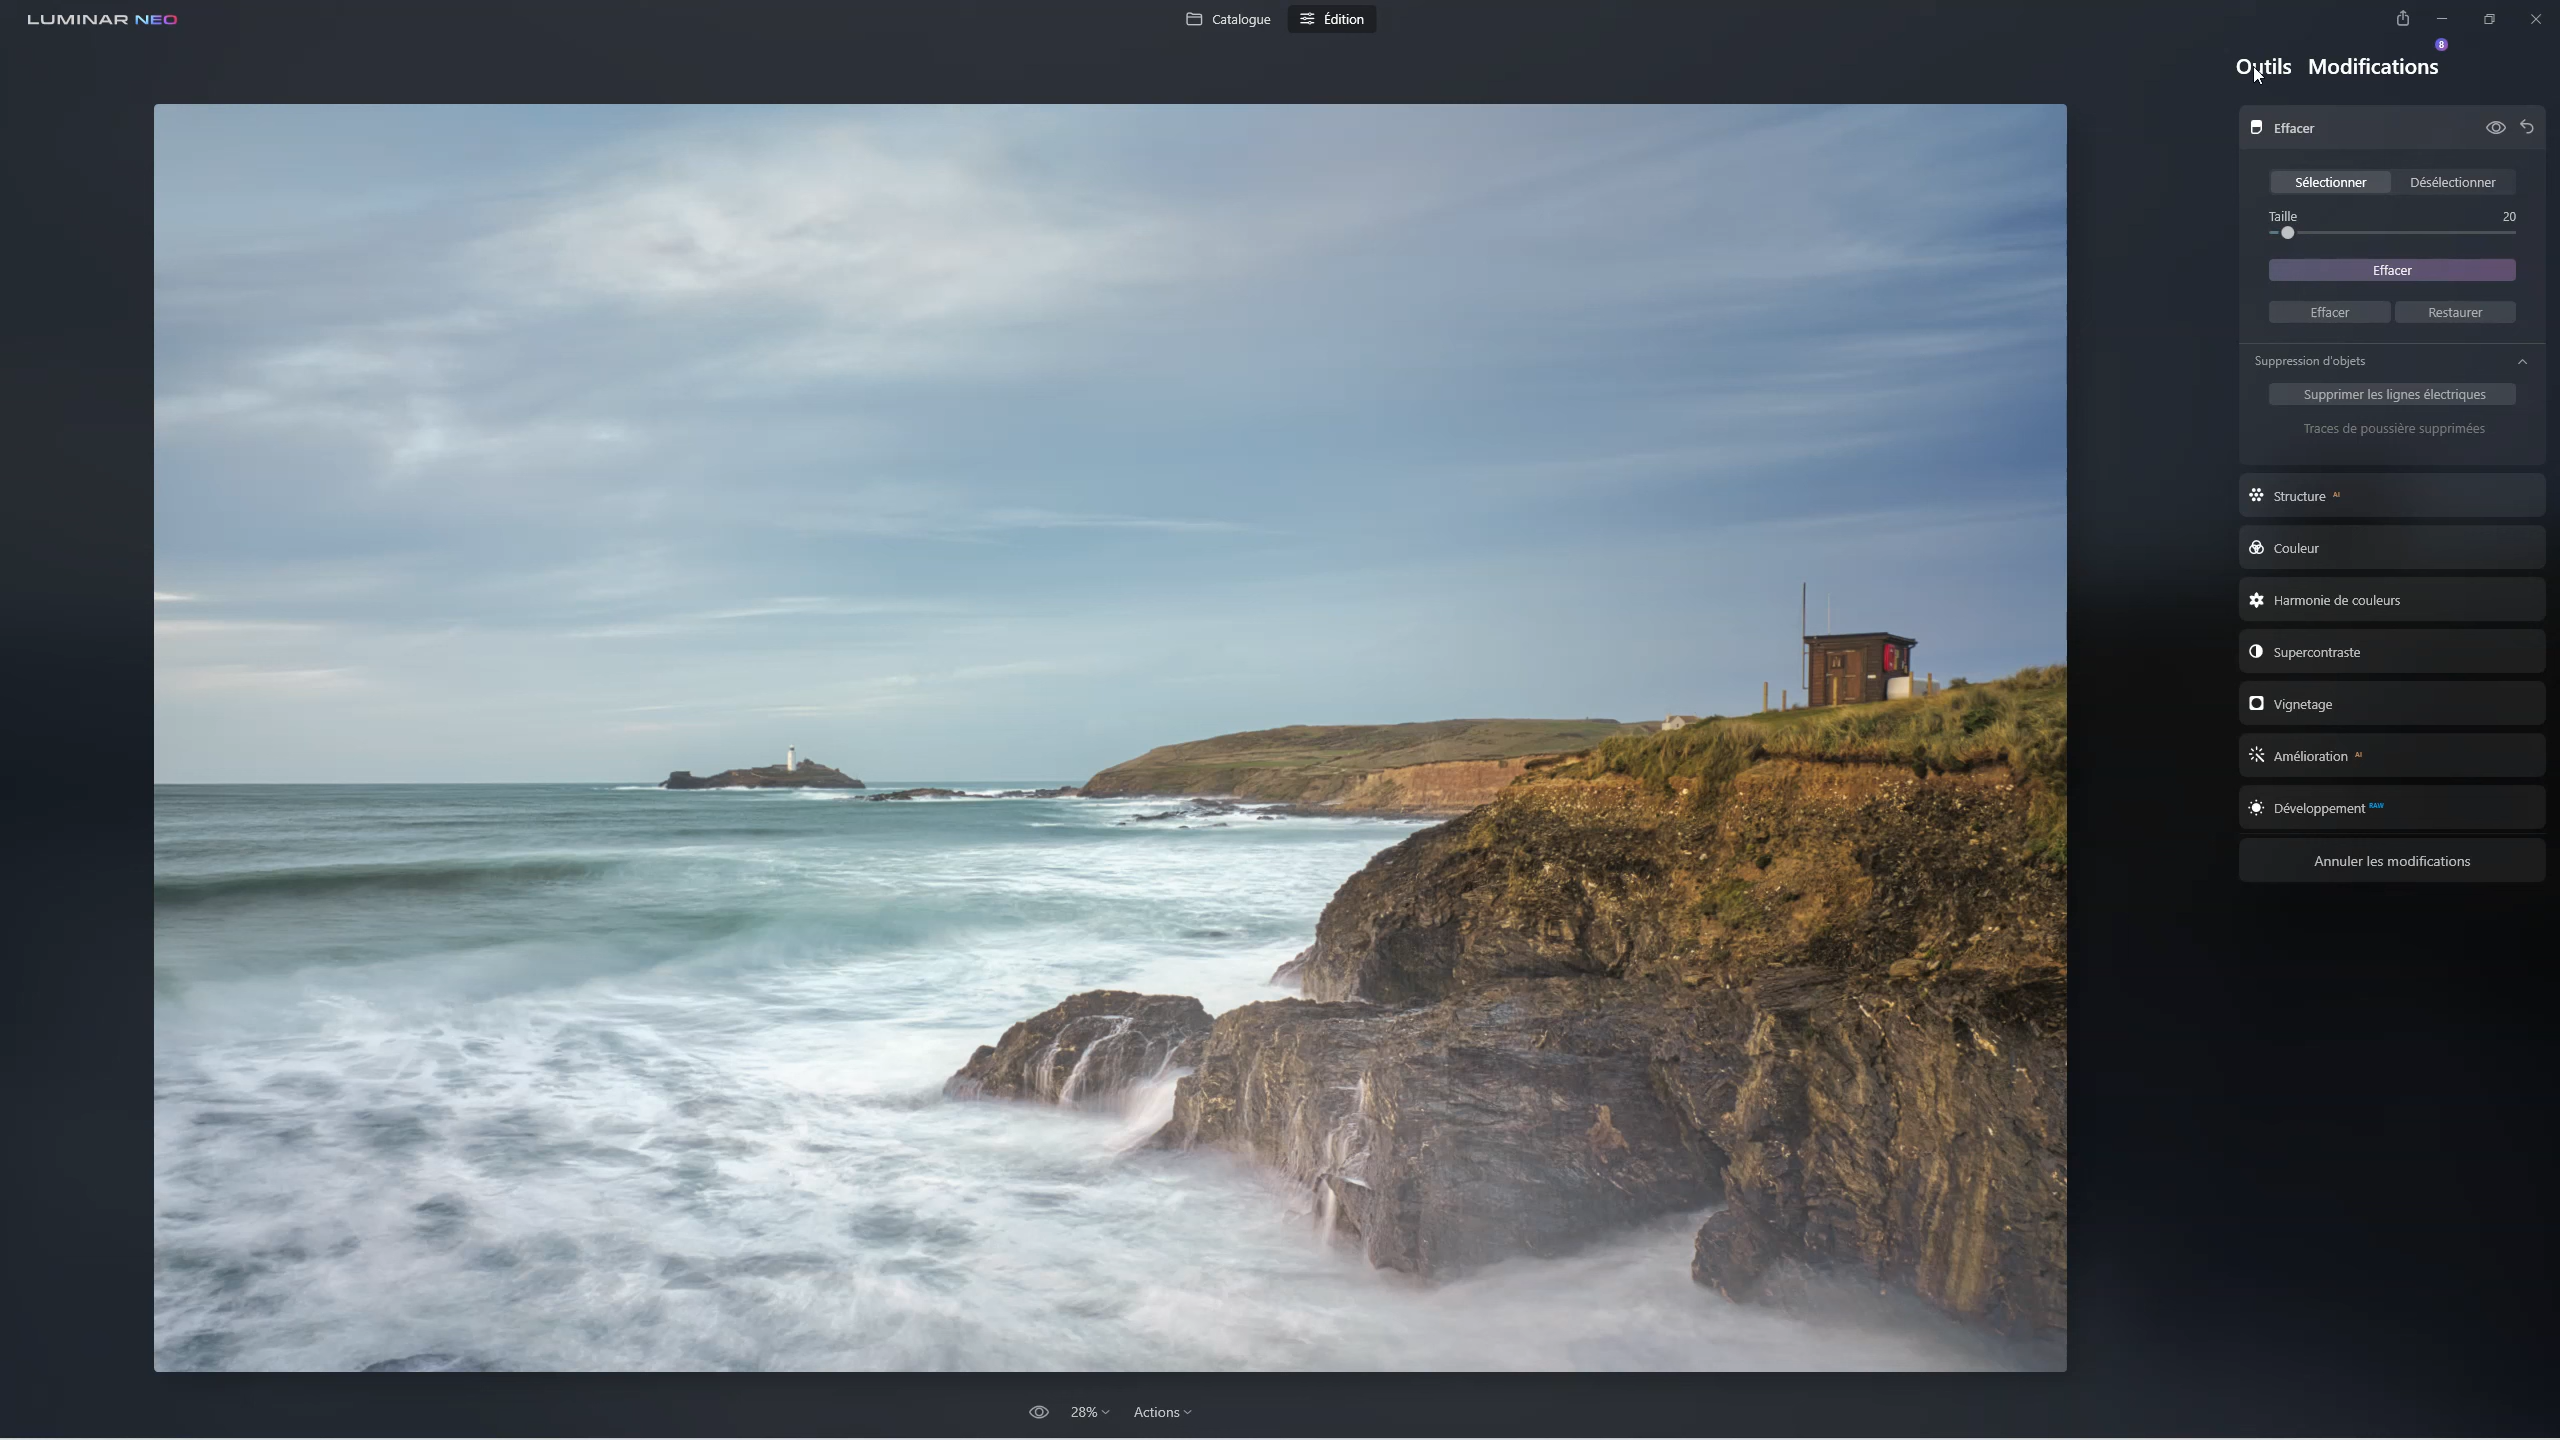 LUMINAR NEO
Catalogue
Édition
8
Outils Modifications
Effacer
Sélectionner Désélectionner
Taille 20
Effacer
Effacer Restaurer
Suppression d'objets
Supprimer les lignes électriques
Traces de poussière supprimées
Structure AI
Couleur
Harmonie de couleurs
Supercontraste
Vignetage
Amélioration AI
Développement RAW
Annuler les modifications
28% Actions